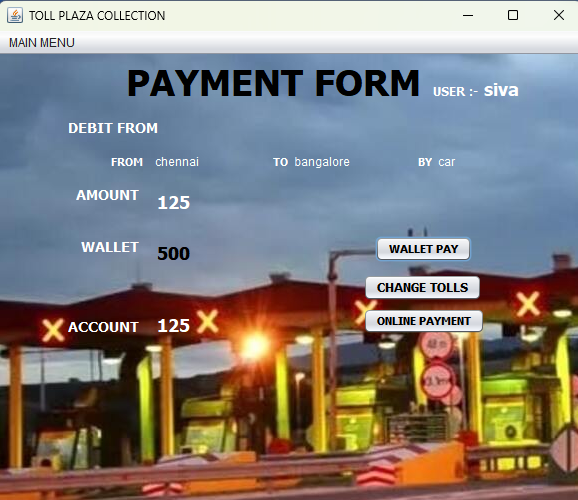 TOLL PLAZA COLLECTION
MAIN MENU
PAYMENT FORM USER :- siva
DEBIT FROM
FROM chennai TO bangalore BY car
AMOUNT 125
WALLET 500 WALLET PAY
CHANGE TOLLS
ACCOUNT 125 ONLINE PAYMENT